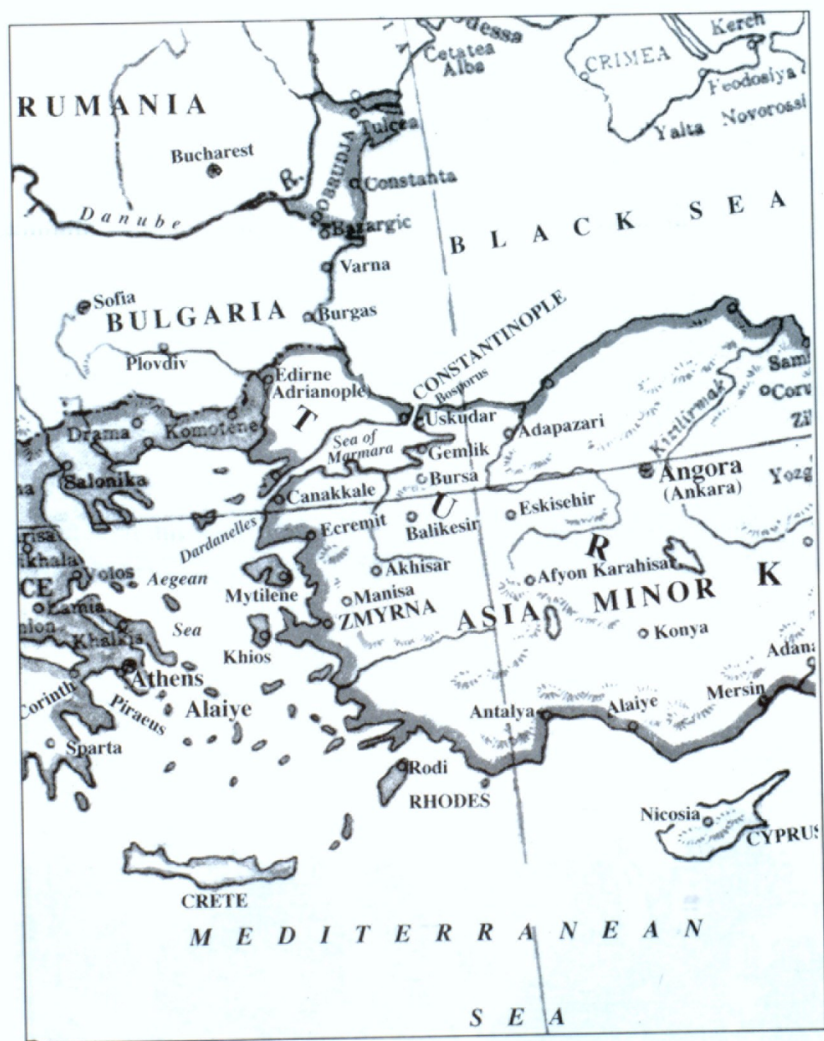 Odessa
Kerch
Cetatea
Alba
CRIMEA
Feodosiya
Yalta Novorossi
RUMANIA
Tulcea
Bucharest
R.
DOBRUDJA
Constanta
Danube
Bazargic
BLACK SEA
Varna
Sofia
BULGARIA
Burgas
Plovdiv
CONSTANTINOPLE
Bosporus
Edirne
Adrianople)
Sam
Coru
Drama
Komotene
T
Uskudar
Kizilirmak
Zil
Sea of
Marmara
Adapazari
Gemlik
Salonika
Bursa
Angora
(Ankara)
Yozg
Canakkale
U
Eskisehir
Dardanelles
Ecremit
Balikesir
R
Volos
Aegean
Akhisar
Afyon Karahisar
CE
Mytilene
Manisa
Lamia
ZMYRNA
ASIA MINOR
K
Sea
Khalkis
Khios
Konya
Athens
Adana
Corinth
Piraeus
Alaiye
Antalya
Alaiye
Mersin
Sparta
Rodi
RHODES
Nicosia
CYPRUS
CRETE
MEDITERRANEAN
SEA